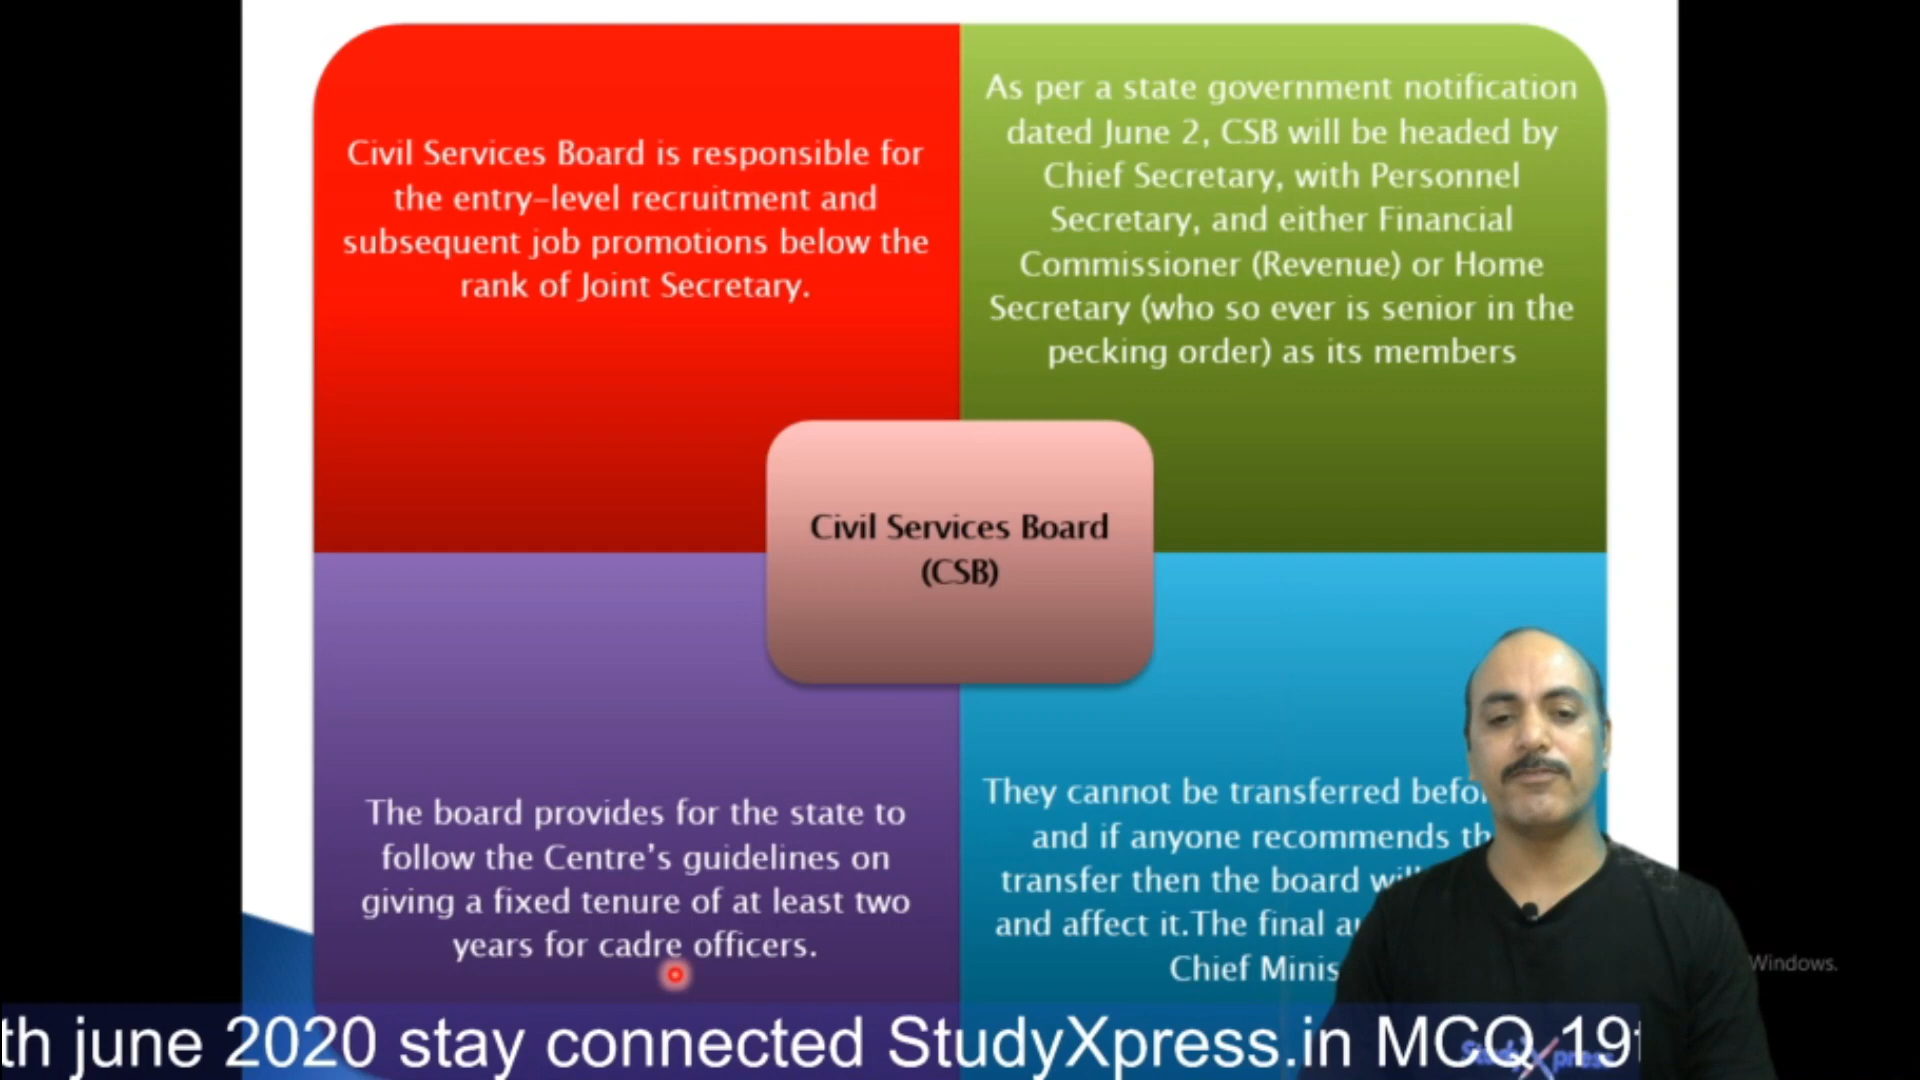 Civil Services Board is responsible for
the entry-level recruitment and
subsequent job promotions below the
rank of Joint Secretary.
As per a state government notification
dated June 2, CSB will be headed by
Chief Secretary, with Personnel
Secretary, and either Financial
Commissioner (Revenue) or Home
Secretary (who so ever is senior in the
pecking order) as its members
Civil Services Board
(CSB)
The board provides for the state to
follow the Centre's guidelines on
giving a fixed tenure of at least two
years for cadre officers.
They cannot be transferred
and if anyone recommends
transfer then the board
and affect it.The final
Chief
Windows.
th june 2020 stay connected StudyXpress.in MCQ 19
StudyXpress